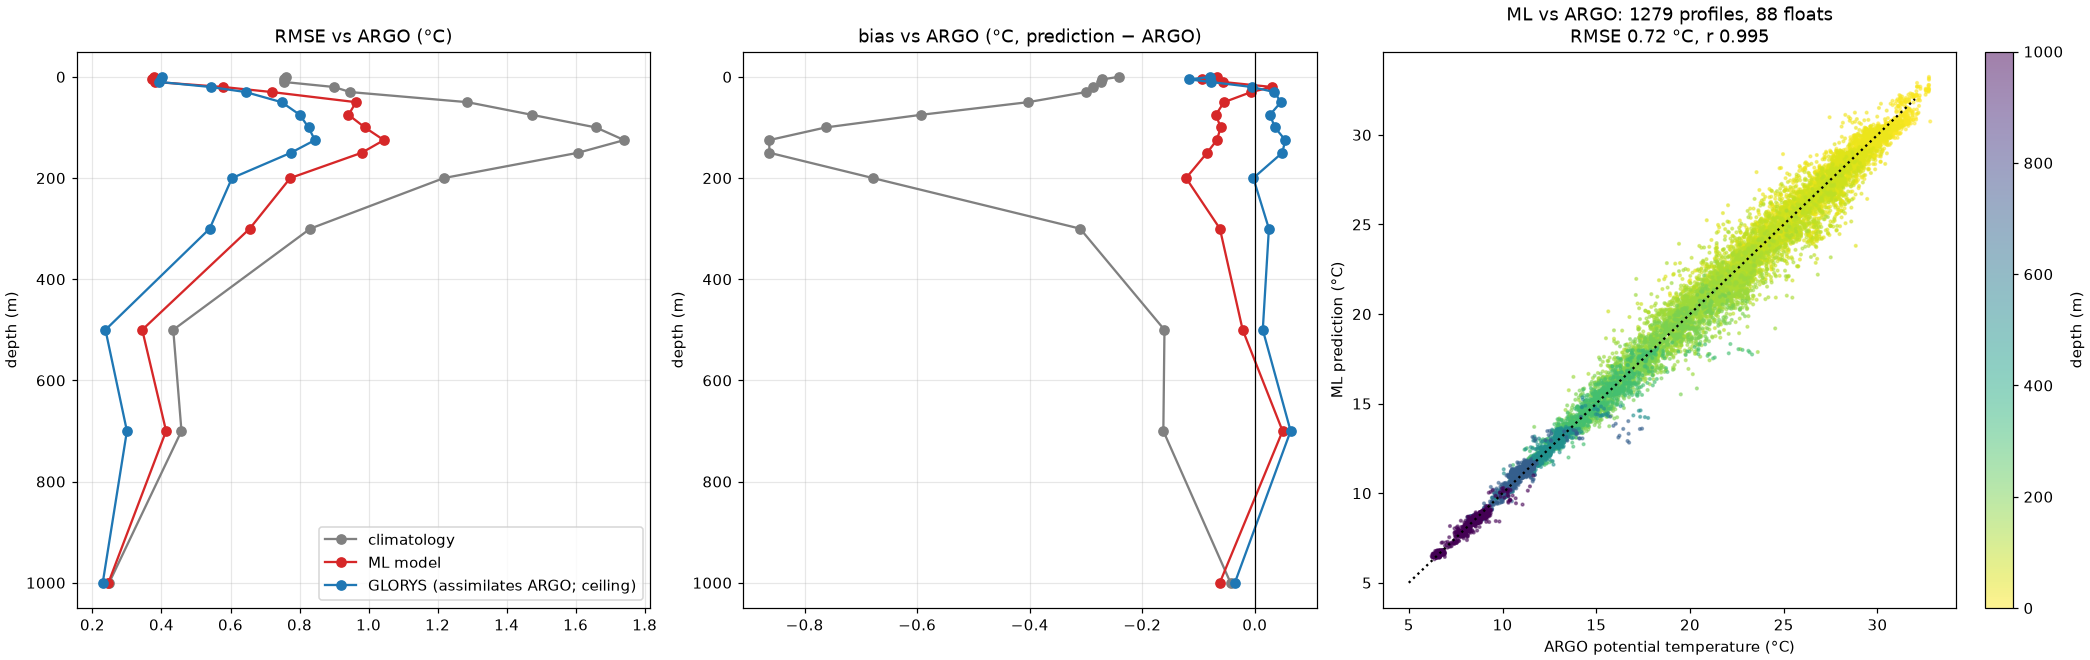 RMSE vs ARGO (°C)
0
200
400
600
800
1000
depth (m)
0.2 0.4 0.6 0.8 1.0 1.2 1.4 1.6 1.8
climatology
ML model
GLORYS (assimilates ARGO; ceiling)
bias vs ARGO (°C, prediction − ARGO)
0
200
400
600
800
1000
depth (m)
−0.8 −0.6 −0.4 −0.2 0.0
ML vs ARGO: 1279 profiles, 88 floats
RMSE 0.72 °C, r 0.995
30
25
20
15
10
5
ML prediction (°C)
5 10 15 20 25 30
ARGO potential temperature (°C)
1000
800
600
400
200
0
depth (m)